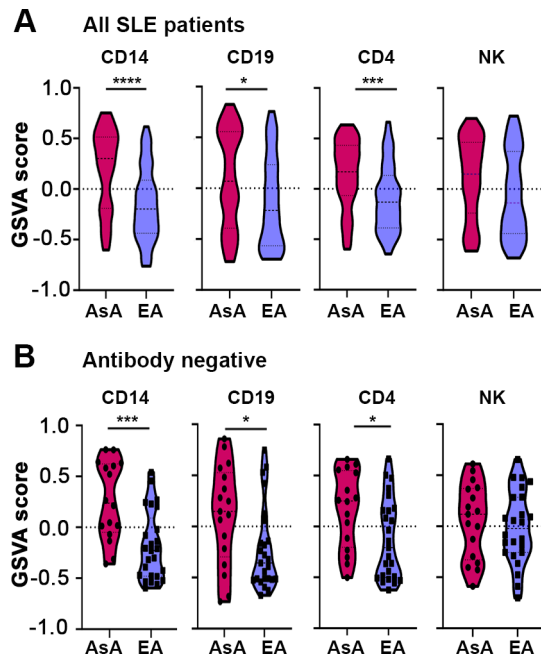 A All SLE patients
CD14 CD19 CD4 NK
**** * ***
GSVA score
1.0
0.5
0.0
-0.5
-1.0
AsA EA AsA EA AsA EA AsA EA
B Antibody negative
CD14 CD19 CD4 NK
*** * *
GSVA score
1.0
0.5
0.0
-0.5
-1.0
AsA EA AsA EA AsA EA AsA EA